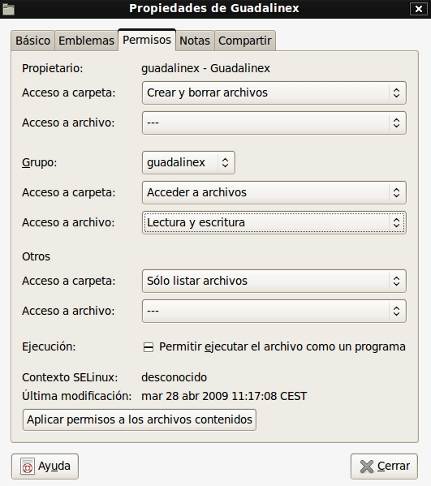 Propiedades de Guadalinex
Básico Emblemas Permisos Notas Compartir
Propietario: guadalinex - Guadalinex
Acceso a carpeta: Crear y borrar archivos
Acceso a archivo: ---
Grupo: guadalinex
Acceso a carpeta: Acceder a archivos
Acceso a archivo: Lectura y escritura
Otros
Acceso a carpeta: Sólo listar archivos
Acceso a archivo: ---
Ejecución: Permitir ejecutar el archivo como un programa
Contexto SELinux: desconocido
Última modificación: mar 28 abr 2009 11:17:08 CEST
Aplicar permisos a los archivos contenidos
Ayuda Cerrar